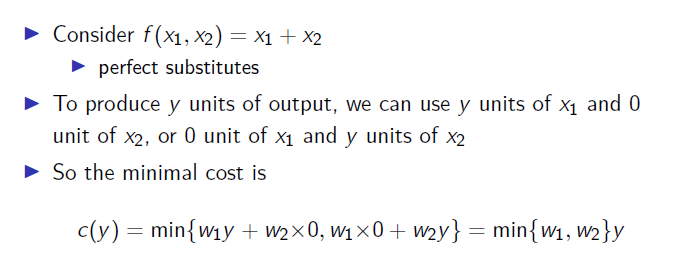 ▶ Consider f(x₁, x₂) = x₁ + x₂
▶ perfect substitutes
▶ To produce y units of output, we can use y units of x₁ and 0
unit of x₂, or 0 unit of x₁ and y units of x₂
▶ So the minimal cost is
c(y) = min{w₁y + w₂×0, w₁×0 + w₂y} = min{w₁, w₂}y